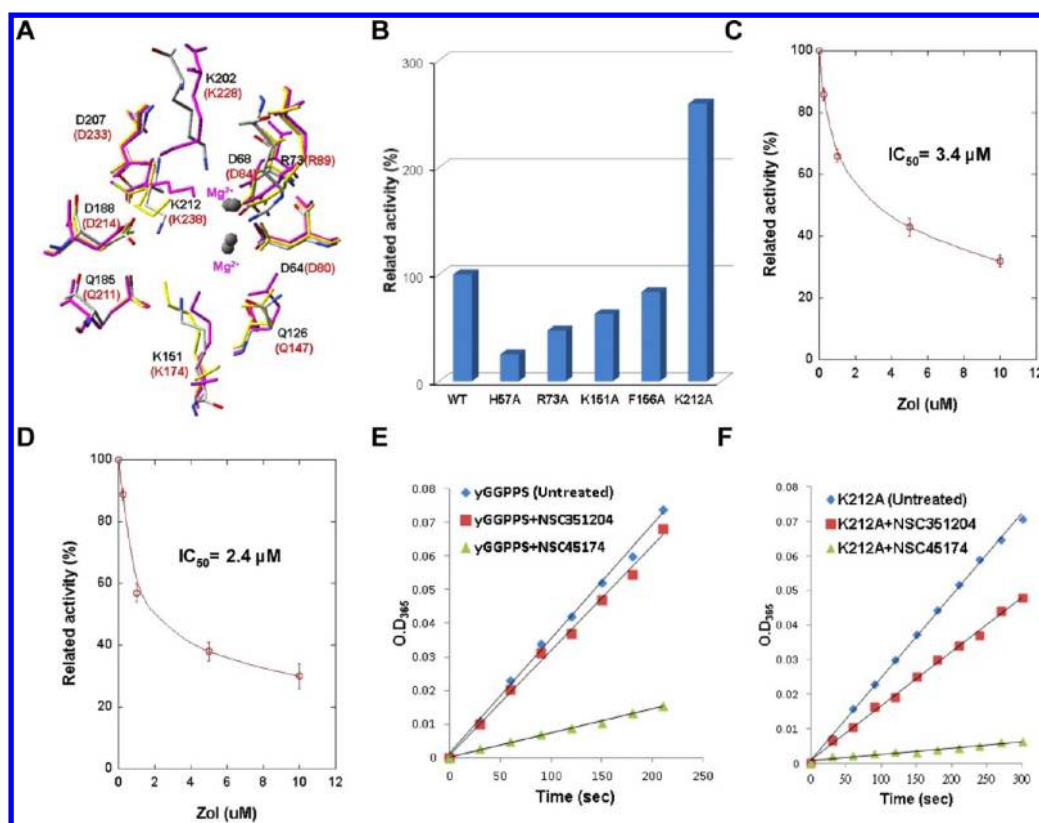 A
K202
(K228)
D207
(D233)
D68
(D84)
R73(R89)
Mg²⁺
K212
(K238)
D188
(D214)
Mg²⁺
D64(D80)
Q185
(Q211)
Q126
(Q147)
K151
(K174)
B
Related activity (%)
300
200
100
0
WT H57A R73A K151A F156A K212A
C
Related activity (%)
100
80
60
40
20
0
IC₅₀= 3.4 µM
0 2 4 6 8 10 12
Zol (uM)
D
Related activity (%)
100
80
60
40
20
0
IC₅₀= 2.4 µM
0 2 4 6 8 10 12
Zol (uM)
E
O.D₃₆₅
0.08
0.07
0.06
0.05
0.04
0.03
0.02
0.01
0
yGGPPS (Untreated)
yGGPPS+NSC351204
yGGPPS+NSC45174
0 50 100 150 200 250
Time (sec)
F
O.D₃₆₅
0.08
0.07
0.06
0.05
0.04
0.03
0.02
0.01
0
K212A (Untreated)
K212A+NSC351204
K212A+NSC45174
0 50 100 150 200 250 300
Time (sec)